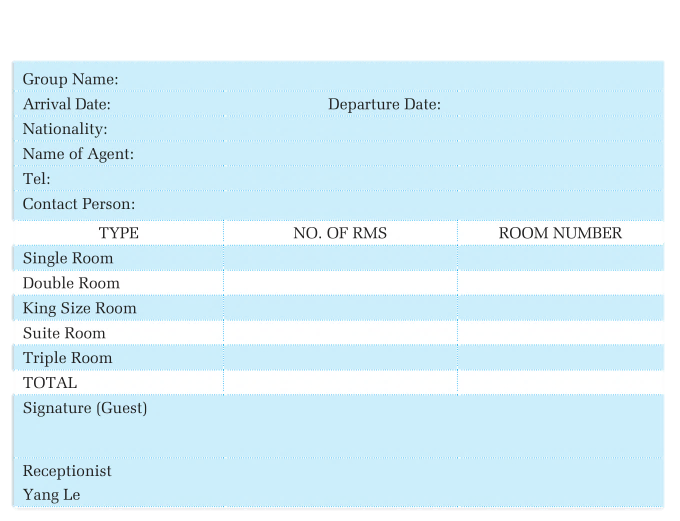 Group Name:
Arrival Date: Departure Date:
Nationality:
Name of Agent:
Tel:
Contact Person:
TYPE NO. OF RMS ROOM NUMBER
Single Room
Double Room
King Size Room
Suite Room
Triple Room
TOTAL
Signature (Guest)
Receptionist
Yang Le